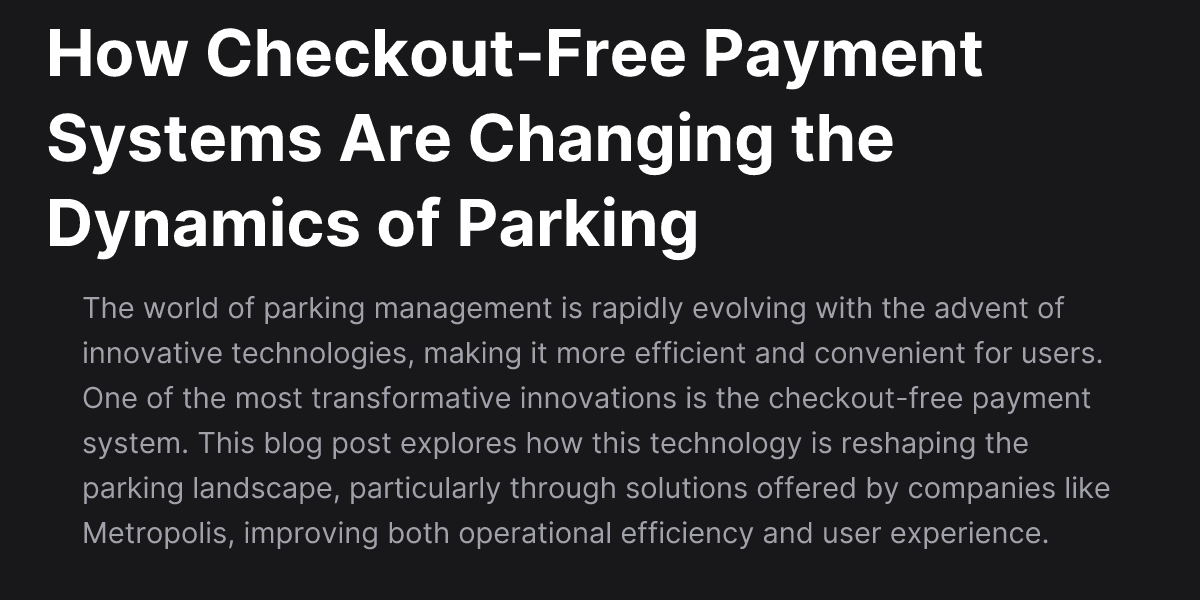 How Checkout-Free Payment
Systems Are Changing the
Dynamics of Parking
The world of parking management is rapidly evolving with the advent of
innovative technologies, making it more efficient and convenient for users.
One of the most transformative innovations is the checkout-free payment
system. This blog post explores how this technology is reshaping the
parking landscape, particularly through solutions offered by companies like
Metropolis, improving both operational efficiency and user experience.